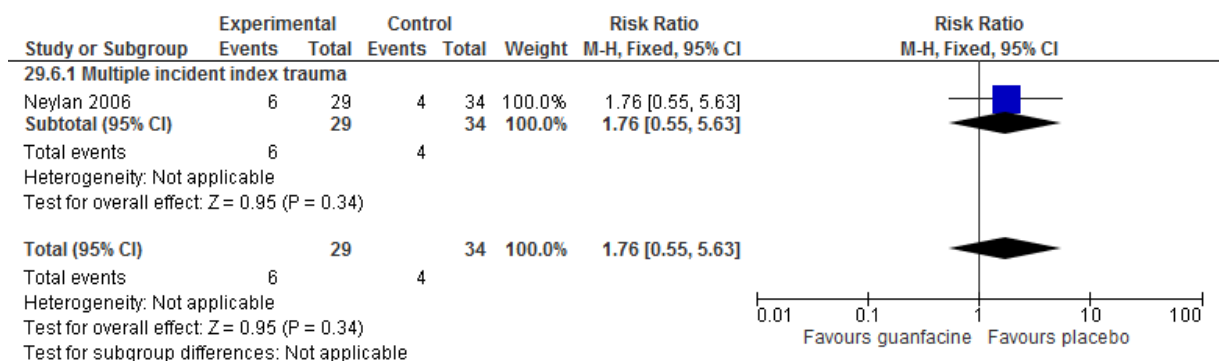 Experimental Control Risk Ratio Risk Ratio
Study or Subgroup Events Total Events Total Weight M-H, Fixed, 95% CI M-H, Fixed, 95% CI
29.6.1 Multiple incident index trauma
Neylan 2006 6 29 4 34 100.0% 1.76 [0.55, 5.63]
Subtotal (95% CI) 29 34 100.0% 1.76 [0.55, 5.63]
Total events 6 4
Heterogeneity: Not applicable
Test for overall effect: Z = 0.95 (P = 0.34)
Total (95% CI) 29 34 100.0% 1.76 [0.55, 5.63]
Total events 6 4
Heterogeneity: Not applicable
Test for overall effect: Z = 0.95 (P = 0.34)
Test for subgroup differences: Not applicable
0.01 0.1 1 10 100
Favours guanfacine Favours placebo